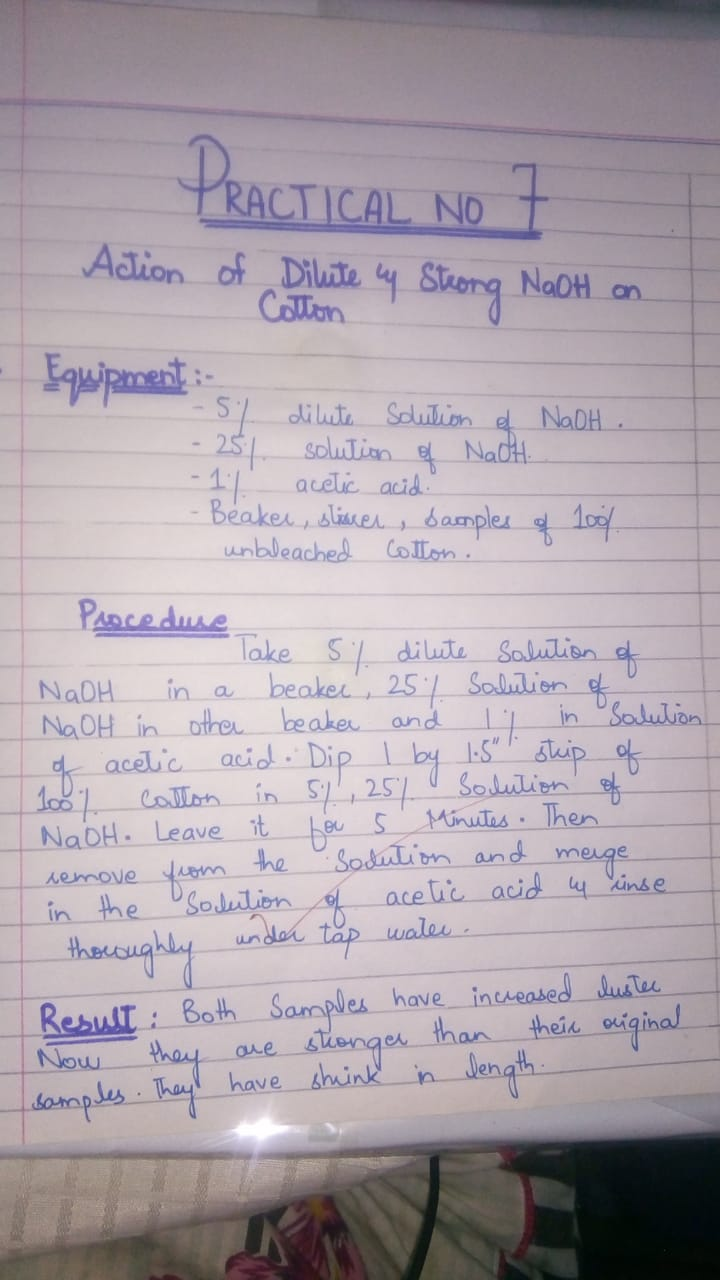 PRACTICAL NO 7
Action of Dilute & Strong NaOH on
Cotton
Equipment :-
- 5% dilute Solution of NaOH.
- 25% solution of NaOH.
- 1% acetic acid.
- Beaker, , Samples of 100%
unbleached Cotton.
Procedure
Take 5% dilute Solution of
NaOH in a beaker, 25% Solution of
NaOH in other beaker and 1% in Solution
of acetic acid. Dip 1 by 1.5" strip of
100% Cotton in 5%, 25% Solution of
NaOH. Leave it for 5 Minutes. Then
remove from the Solution and merge
in the Solution of acetic acid & rinse
thoroughly under tap water.
Result : Both Samples have increased luster
Now they are stronger than their original
samples. They have shrink in length.